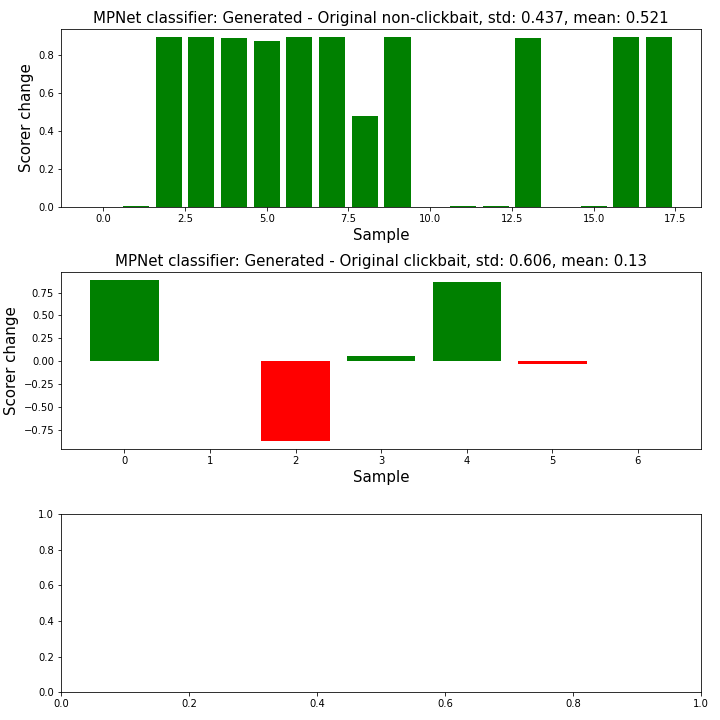 MPNet classifier: Generated - Original non-clickbait, std: 0.437, mean: 0.521
Scorer change
0.8
0.6
0.4
0.2
0.0
0.0 2.5 5.0 7.5 10.0 12.5 15.0 17.5
Sample
MPNet classifier: Generated - Original clickbait, std: 0.606, mean: 0.13
Scorer change
0.75
0.50
0.25
0.00
−0.25
−0.50
−0.75
0 1 2 3 4 5 6
Sample
1.0
0.8
0.6
0.4
0.2
0.0
0.0 0.2 0.4 0.6 0.8 1.0